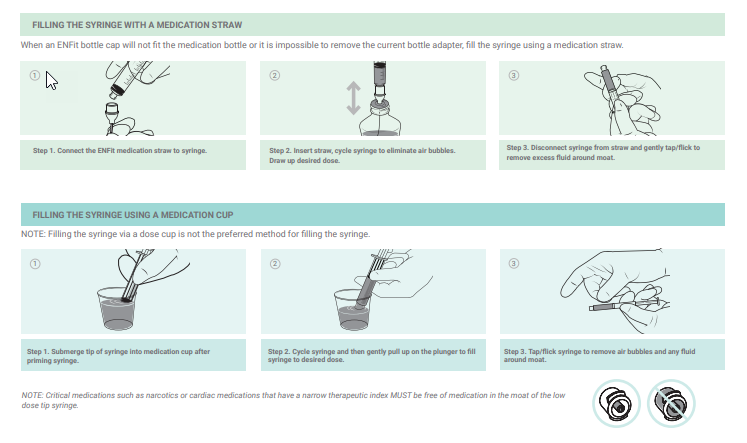 FILLING THE SYRINGE WITH A MEDICATION STRAW
When an ENFit bottle cap will not fit the medication bottle or it is impossible to remove the current bottle adapter, fill the syringe using a medication straw.
1
2
3
Step 1. Connect the ENFit medication straw to syringe.
Step 2. Insert straw, cycle syringe to eliminate air bubbles.
Draw up desired dose.
Step 3. Disconnect syringe from straw and gently tap/flick to
remove excess fluid around moat.
FILLING THE SYRINGE USING A MEDICATION CUP
NOTE: Filling the syringe via a dose cup is not the preferred method for filling the syringe.
1
2
3
Step 1. Submerge tip of syringe into medication cup after
priming syringe.
Step 2. Cycle syringe and then gently pull up on the plunger to fill
syringe to desired dose.
Step 3. Tap/flick syringe to remove air bubbles and any fluid
around moat.
NOTE: Critical medications such as narcotics or cardiac medications that have a narrow therapeutic index MUST be free of medication in the moat of the low
dose tip syringe.